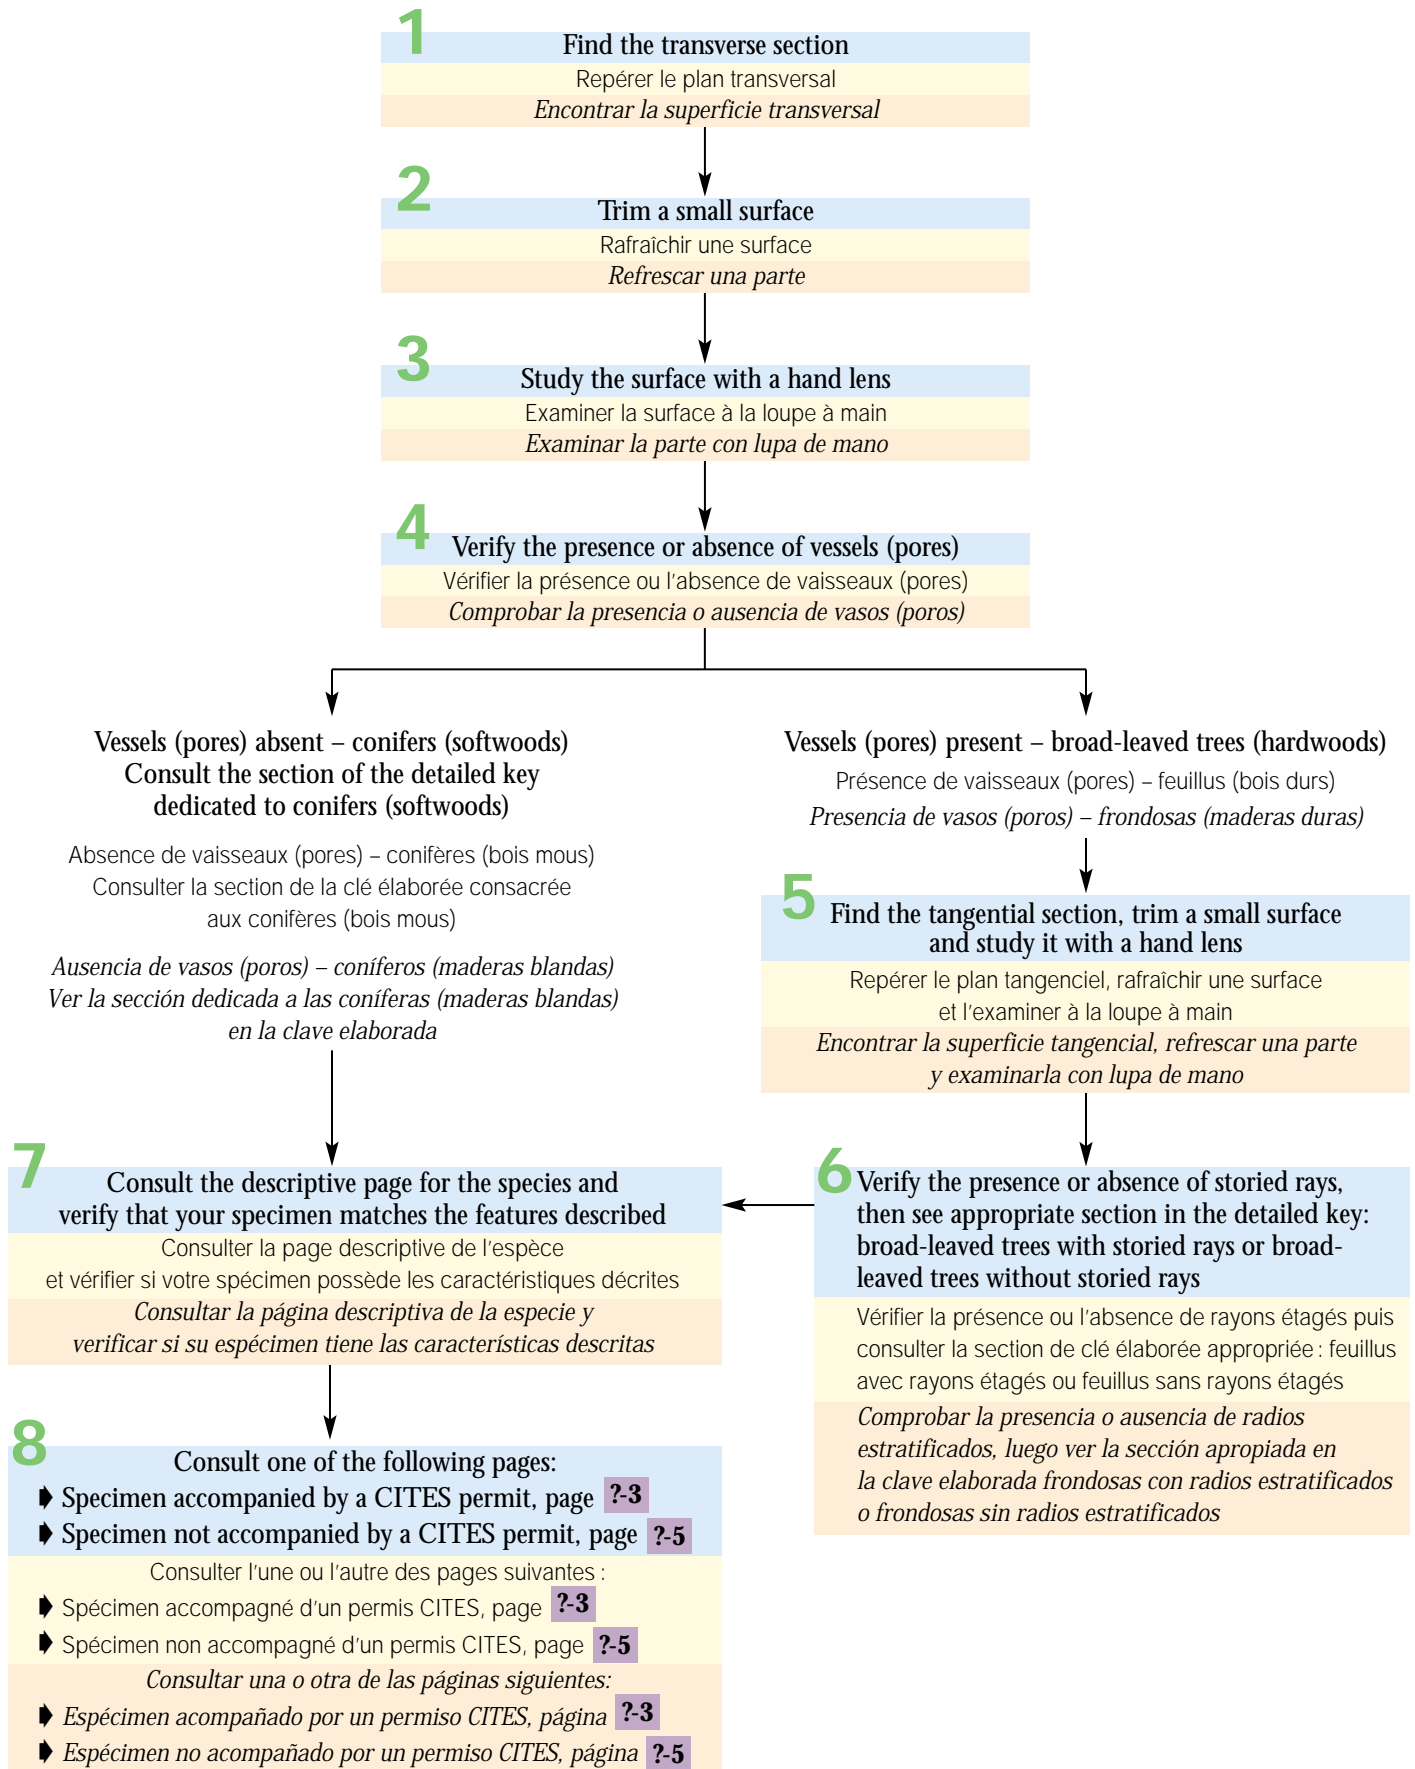 1
Find the transverse section
Repérer le plan transversal
Encontrar la superficie transversal
2
Trim a small surface
Rafraîchir une surface
Refrescar una parte
3
Study the surface with a hand lens
Examiner la surface à la loupe à main
Examinar la parte con lupa de mano
4
Verify the presence or absence of vessels (pores)
Vérifier la présence ou l'absence de vaisseaux (pores)
Comprobar la presencia o ausencia de vasos (poros)
Vessels (pores) absent – conifers (softwoods)
Consult the section of the detailed key
dedicated to conifers (softwoods)
Absence de vaisseaux (pores) – conifères (bois mous)
Consulter la section de la clé élaborée consacrée
aux conifères (bois mous)
Ausencia de vasos (poros) – coníferos (maderas blandas)
Ver la sección dedicada a las coníferas (maderas blandas)
en la clave elaborada
Vessels (pores) present – broad-leaved trees (hardwoods)
Présence de vaisseaux (pores) – feuillus (bois durs)
Presencia de vasos (poros) – frondosas (maderas duras)
5
Find the tangential section, trim a small surface
and study it with a hand lens
Repérer le plan tangenciel, rafraîchir une surface
et l'examiner à la loupe à main
Encontrar la superficie tangencial, refrescar una parte
y examinarla con lupa de mano
6
Verify the presence or absence of storied rays,
then see appropriate section in the detailed key:
broad-leaved trees with storied rays or broad-
leaved trees without storied rays
Vérifier la présence ou l'absence de rayons étagés puis
consulter la section de clé élaborée appropriée : feuillus
avec rayons étagés ou feuillus sans rayons étagés
Comprobar la presencia o ausencia de radios
estratificados, luego ver la sección apropiada en
la clave elaborada frondosas con radios estratificados
o frondosas sin radios estratificados
7
Consult the descriptive page for the species and
verify that your specimen matches the features described
Consulter la page descriptive de l'espèce
et vérifier si votre spécimen possède les caractéristiques décrites
Consultar la página descriptiva de la especie y
verificar si su espécimen tiene las características descritas
8
Consult one of the following pages:
Specimen accompanied by a CITES permit, page ?-3
Specimen not accompanied by a CITES permit, page ?-5
Consulter l'une ou l'autre des pages suivantes :
Spécimen accompagné d'un permis CITES, page ?-3
Spécimen non accompagné d'un permis CITES, page ?-5
Consultar una o otra de las páginas siguientes:
Espécimen acompañado por un permiso CITES, página ?-3
Espécimen no acompañado por un permiso CITES, página ?-5